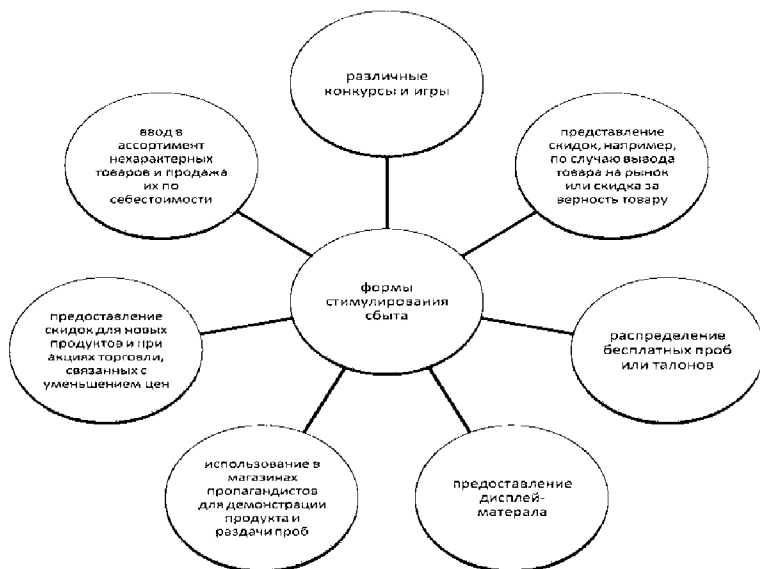 различные
конкурсы и игры
представление
скидок, например,
по случаю вывода
товара на рынок
или скидка за
верность товару
распределение
бесплатных проб
или талонов
предоставление
дисплей-
матерала
использование в
магазинах
пропагандистов
для демонстрации
продукта и
раздачи проб
предоставление
скидок для новых
продуктов и при
акциях торговли,
связанных с
уменьшением цен
ввод в
ассортимент
нехарактерных
товаров и продажа
их по
себестоимости
формы
стимулирования
сбыта